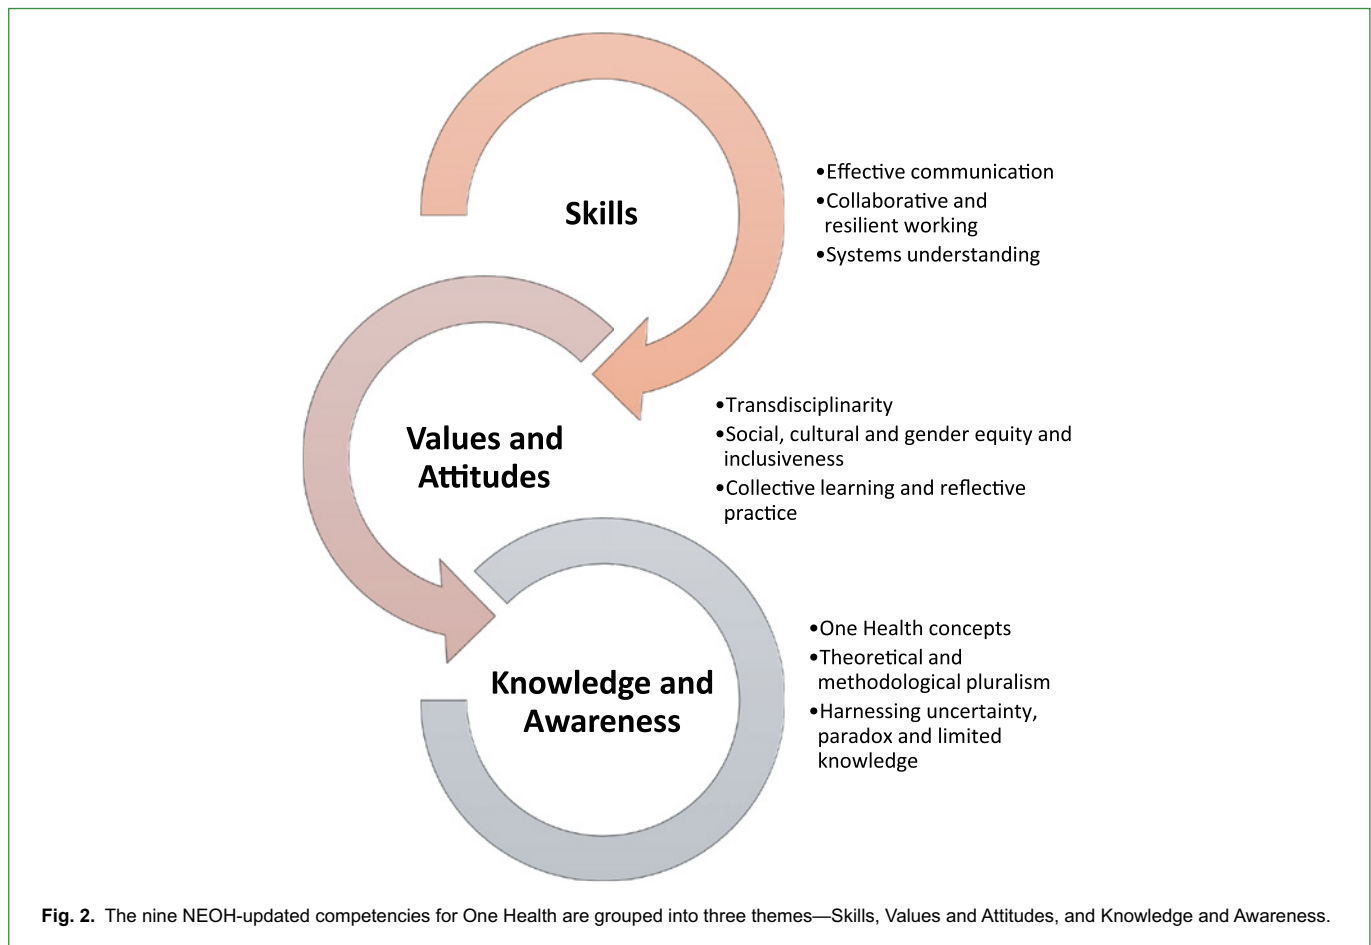 Skills
•Effective communication
•Collaborative and
resilient working
•Systems understanding
Values and
Attitudes
•Transdisciplinarity
•Social, cultural and gender equity and
inclusiveness
•Collective learning and reflective
practice
Knowledge and
Awareness
•One Health concepts
•Theoretical and
methodological pluralism
•Harnessing uncertainty,
paradox and limited
knowledge
Fig. 2. The nine NEOH-updated competencies for One Health are grouped into three themes—Skills, Values and Attitudes, and Knowledge and Awareness.